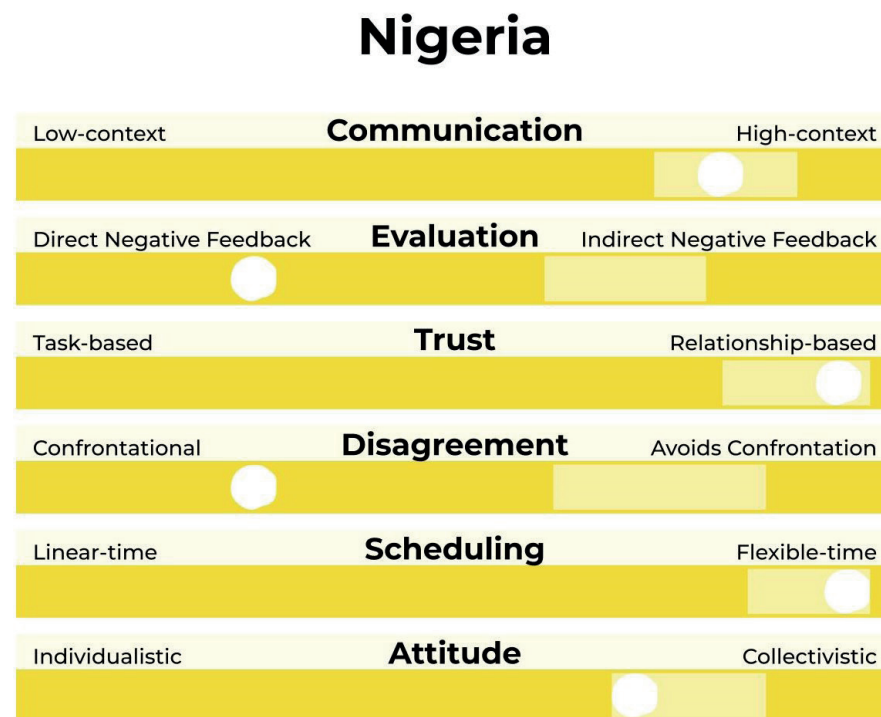 Nigeria
Low-context Communication High-context
Direct Negative Feedback Evaluation Indirect Negative Feedback
Task-based Trust Relationship-based
Confrontational Disagreement Avoids Confrontation
Linear-time Scheduling Flexible-time
Individualistic Attitude Collectivistic